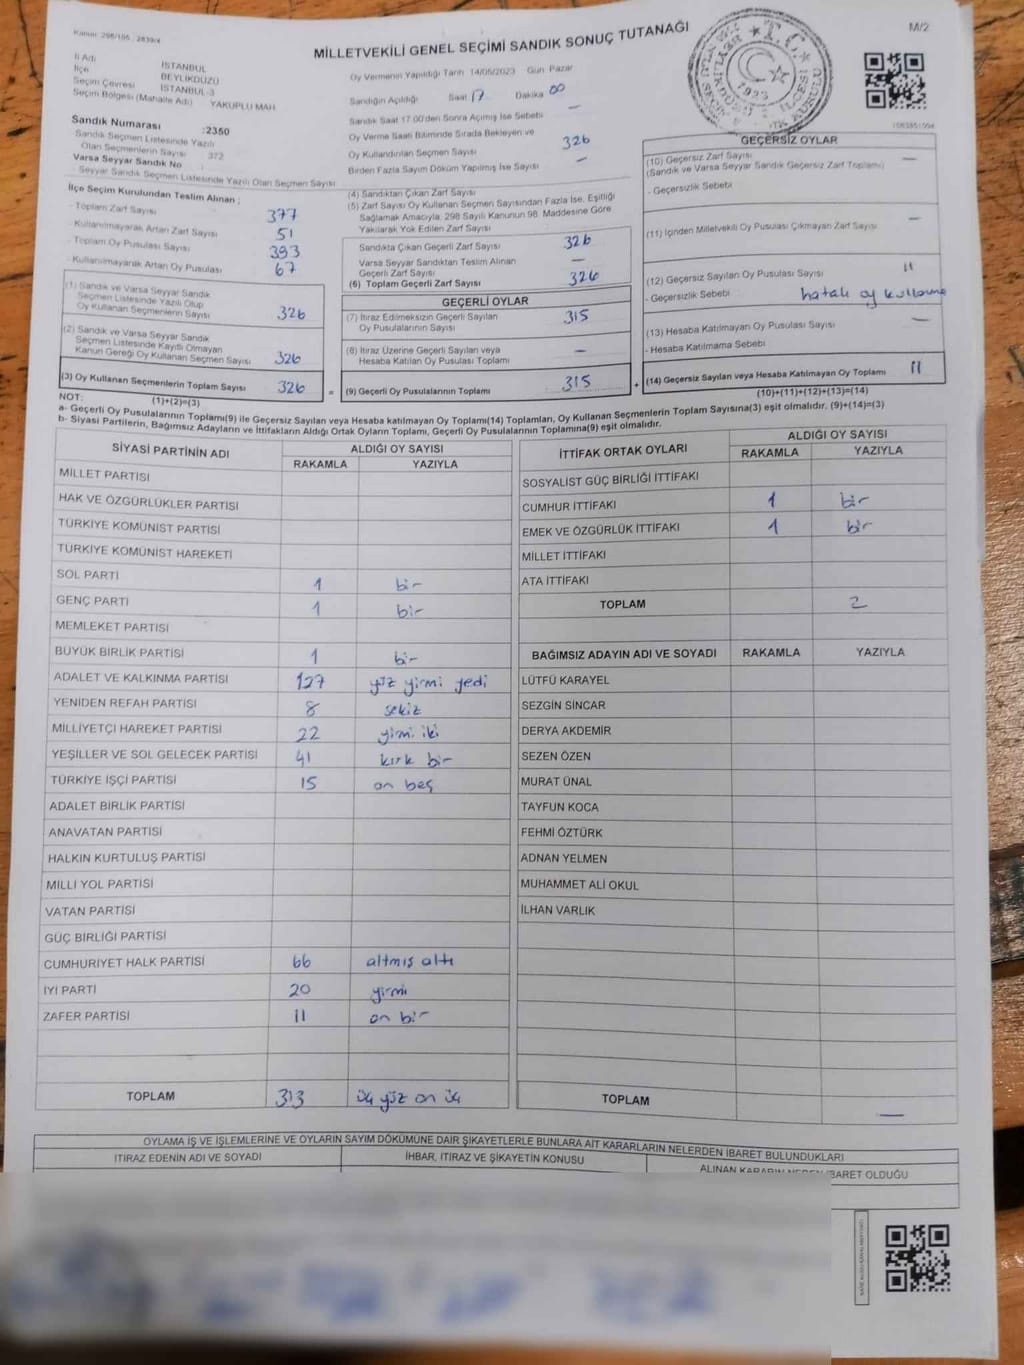 Kanun: 298/105, 2839/4
MİLLETVEKİLİ GENEL SEÇİMİ SANDIK SONUÇ TUTANAĞI
M/2
İl Adı İSTANBUL
İlçe BEYLİKDÜZÜ
Seçim Çevresi İSTANBUL-3
Seçim Bölgesi (Mahalle Adı) YAKUPLU MAH.
Sandık Numarası :2350
Sandık Seçmen Listesinde Yazılı
Olan Seçmenlerin Sayısı 372
Varsa Seyyar Sandık No
Seyyar Sandık Seçmen Listesinde Yazılı Olan Seçmen Sayısı
Oy Vermenin Yapıldığı Tarih 14/05/2023 Gün Pazar
Sandığın Açıldığı Saat 17 Dakika 00
Sandık Saat 17.00'den Sonra Açılmış İse Sebebi —
Oy Verme Saati Bitiminde Sırada Bekleyen ve
Oy Kullandırılan Seçmen Sayısı 326
Birden Fazla Sayım Döküm Yapılmış İse Sayısı —
T.C.
1923
İlçe Seçim Kurulundan Teslim Alınan ;
- Toplam Zarf Sayısı 377
- Kullanılmayarak Artan Zarf Sayısı 51
- Toplam Oy Pusulası Sayısı 393
- Kullanılmayarak Artan Oy Pusulası 67
(1) Sandık ve Varsa Seyyar Sandık
Seçmen Listesinde Yazılı Olup
Oy Kullanan Seçmenlerin Sayısı 326
(2) Sandık ve Varsa Seyyar Sandık
Seçmen Listesinde Kayıtlı Olmayan
Kanun Gereği Oy Kullanan Seçmen Sayısı 326
(3) Oy Kullanan Seçmenlerin Toplam Sayısı 326
(1)+(2)=(3)
(4) Sandıktan Çıkan Zarf Sayısı
(5) Zarf Sayısı Oy Kullanan Seçmen Sayısından Fazla İse, Eşitliği
Sağlamak Amacıyla, 298 Sayılı Kanunun 98. Maddesine Göre
Yakılarak Yok Edilen Zarf Sayısı
Sandıkta Çıkan Geçerli Zarf Sayısı 326
Varsa Seyyar Sandıktan Teslim Alınan
Geçerli Zarf Sayısı —
(6) Toplam Geçerli Zarf Sayısı 326
GEÇERLİ OYLAR
(7) İtiraz Edilmeksizin Geçerli Sayılan
Oy Pusulalarının Sayısı 315
(8) İtiraz Üzerine Geçerli Sayılan veya
Hesaba Katılan Oy Pusulası Toplamı —
= (9) Geçerli Oy Pusulalarının Toplamı 315
GEÇERSİZ OYLAR
(10) Geçersiz Zarf Sayısı —
(Sandık ve Varsa Seyyar Sandık Geçersiz Zarf Toplamı)
- Geçersizlik Sebebi
(11) İçinden Milletvekili Oy Pusulası Çıkmayan Zarf Sayısı —
(12) Geçersiz Sayılan Oy Pusulası Sayısı 11
- Geçersizlik Sebebi hatalı oy kullanma
(13) Hesaba Katılmayan Oy Pusulası Sayısı —
- Hesaba Katılmama Sebebi
+ (14) Geçersiz Sayılan veya Hesaba Katılmayan Oy Toplamı 11
(10)+(11)+(12)+(13)=(14)
NOT:
a- Geçerli Oy Pusulalarının Toplamı(9) ile Geçersiz Sayılan veya Hesaba katılmayan Oy Toplamı(14) Toplamları, Oy Kullanan Seçmenlerin Toplam Sayısına(3) eşit olmalıdır. (9)+(14)=(3)
b- Siyasi Partilerin, Bağımsız Adayların ve İttifakların Aldığı Ortak Oyların Toplamı, Geçerli Oy Pusulalarının Toplamına(9) eşit olmalıdır.
SİYASİ PARTİNİN ADI ALDIĞI OY SAYISI
RAKAMLA YAZIYLA
MİLLET PARTİSİ
HAK VE ÖZGÜRLÜKLER PARTİSİ
TÜRKİYE KOMÜNİST PARTİSİ
TÜRKİYE KOMÜNİST HAREKETİ
SOL PARTİ 1 bir
GENÇ PARTİ 1 bir
MEMLEKET PARTİSİ
BÜYÜK BİRLİK PARTİSİ 1 bir
ADALET VE KALKINMA PARTİSİ 127 yüz yirmi yedi
YENİDEN REFAH PARTİSİ 8 sekiz
MİLLİYETÇİ HAREKET PARTİSİ 22 yirmi iki
YEŞİLLER VE SOL GELECEK PARTİSİ 41 kırk bir
TÜRKİYE İŞÇİ PARTİSİ 15 on beş
ADALET BİRLİK PARTİSİ
ANAVATAN PARTİSİ
HALKIN KURTULUŞ PARTİSİ
MİLLİ YOL PARTİSİ
VATAN PARTİSİ
GÜÇ BİRLİĞİ PARTİSİ
CUMHURİYET HALK PARTİSİ 66 altmış altı
İYİ PARTİ 20 yirmi
ZAFER PARTİSİ 11 on bir
TOPLAM 313 üç yüz on üç
İTTİFAK ORTAK OYLARI ALDIĞI OY SAYISI
RAKAMLA YAZIYLA
SOSYALİST GÜÇ BİRLİĞİ İTTİFAKI
CUMHUR İTTİFAKI 1 bir
EMEK VE ÖZGÜRLÜK İTTİFAKI 1 bir
MİLLET İTTİFAKI
ATA İTTİFAKI
TOPLAM 2
BAĞIMSIZ ADAYIN ADI VE SOYADI RAKAMLA YAZIYLA
LÜTFÜ KARAYEL
SEZGİN SİNCAR
DERYA AKDEMİR
SEZEN ÖZEN
MURAT ÜNAL
TAYFUN KOCA
FEHMİ ÖZTÜRK
ADNAN YELMEN
MUHAMMET ALİ OKUL
İLHAN VARLIK
TOPLAM —
OYLAMA İŞ VE İŞLEMLERİNE VE OYLARIN SAYIM DÖKÜMÜNE DAİR ŞİKAYETLERLE BUNLARA AİT KARARLARIN NELERDEN İBARET BULUNDUKLARI
İTİRAZ EDENİN ADI VE SOYADI İHBAR, İTİRAZ VE ŞİKAYETİN KONUSU ALINAN KARARIN NEDEN İBARET OLDUĞU